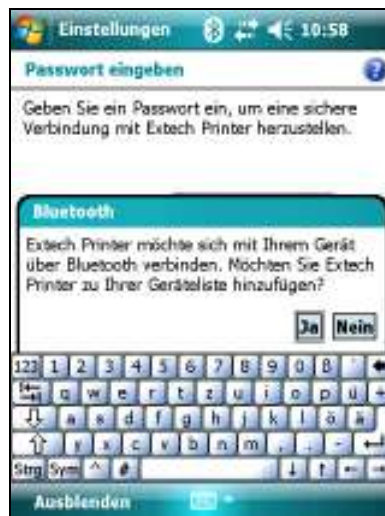 Einstellungen 10:58
Passwort eingeben ?
Geben Sie ein Passwort ein, um eine sichere
Verbindung mit Extech Printer herzustellen.
Bluetooth
Extech Printer möchte sich mit Ihrem Gerät
über Bluetooth verbinden. Möchten Sie Extech
Printer zu Ihrer Geräteliste hinzufügen?
Ja Nein
123 1 2 3 4 5 6 7 8 9 0 ß ´
q w e r t z u i o p ü +
a s d f g h j k l ö ä
y x c v b n m , . -
Strg Sym ^ #
Ausblenden